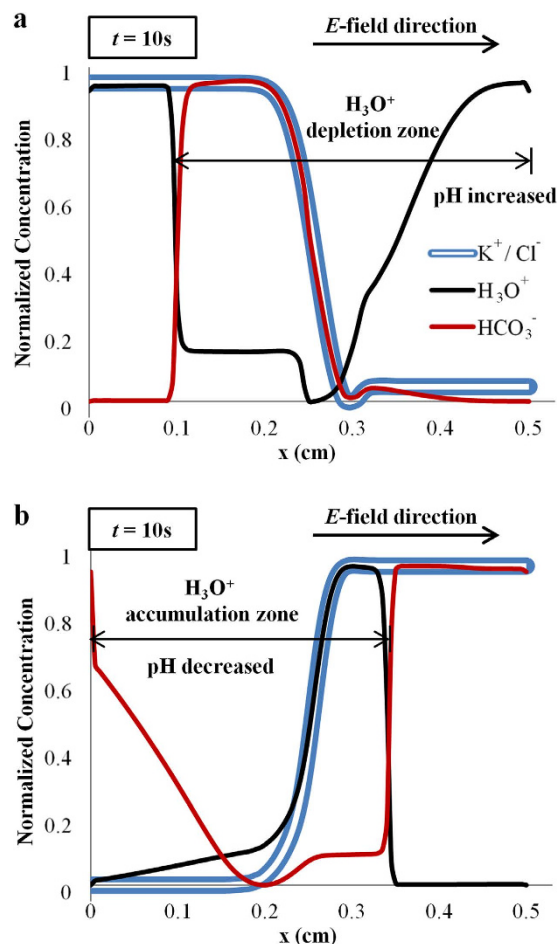 a
t = 10s
E-field direction
H₃O⁺
depletion zone
pH increased
K⁺ / Cl⁻
H₃O⁺
HCO₃⁻
Normalized Concentration
1
0.8
0.6
0.4
0.2
0
0 0.1 0.2 0.3 0.4 0.5
x (cm)
b
t = 10s
E-field direction
H₃O⁺
accumulation zone
pH decreased
Normalized Concentration
1
0.8
0.6
0.4
0.2
0
0 0.1 0.2 0.3 0.4 0.5
x (cm)